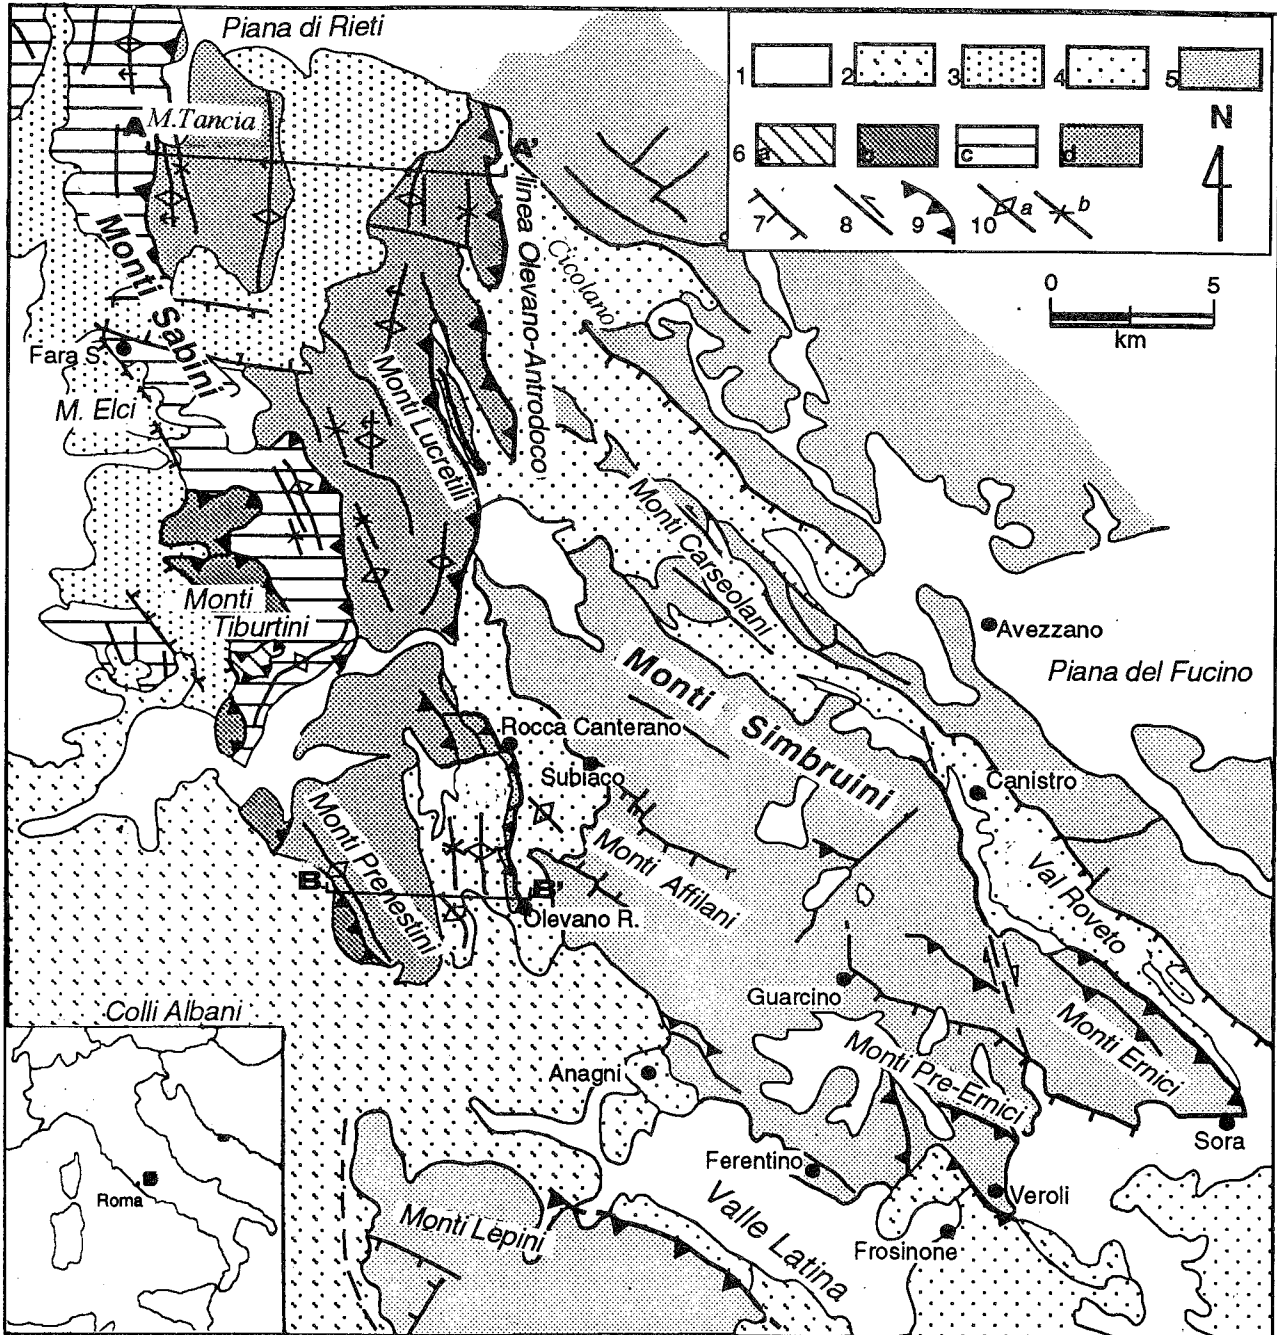 Piana di Rieti
1
2
3
4
5
6
a
b
c
d
7
8
9
10
a
b
N
0
5
km
A
M.Tancia
A'
linea Olevano-Antrodoco
Cicolano
Monti Sabini
Fara S.
M. Elci
Monti Lucretili
Monti Carseolani
Monti
Tiburtini
Avezzano
Piana del Fucino
Monti Simbruini
Rocca Canterano
Subiaco
Canistro
Monti Prenestini
Monti Affilani
Val Roveto
B
B'
Olevano R.
Guarcino
Colli Albani
Monti Ernici
Monti Pre-Ernici
Anagni
Sora
Ferentino
Veroli
Roma
Monti Lepini
Valle Latina
Frosinone